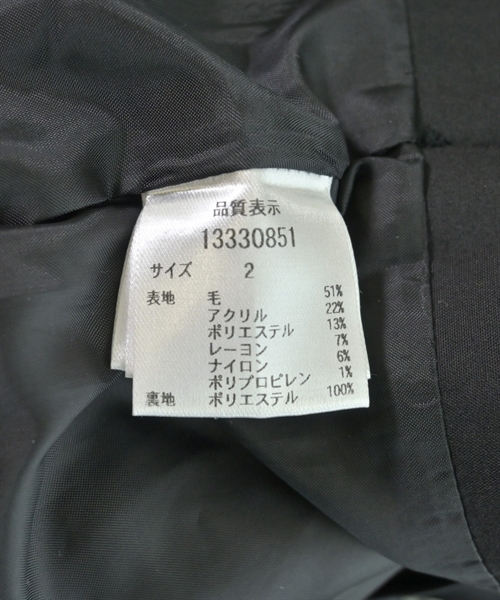 品質表示
13330851
サイズ 2
表地 毛 51%
アクリル 22%
ポリエステル 13%
レーヨン 7%
ナイロン 6%
ポリプロピレン 1%
裏地 ポリエステル 100%